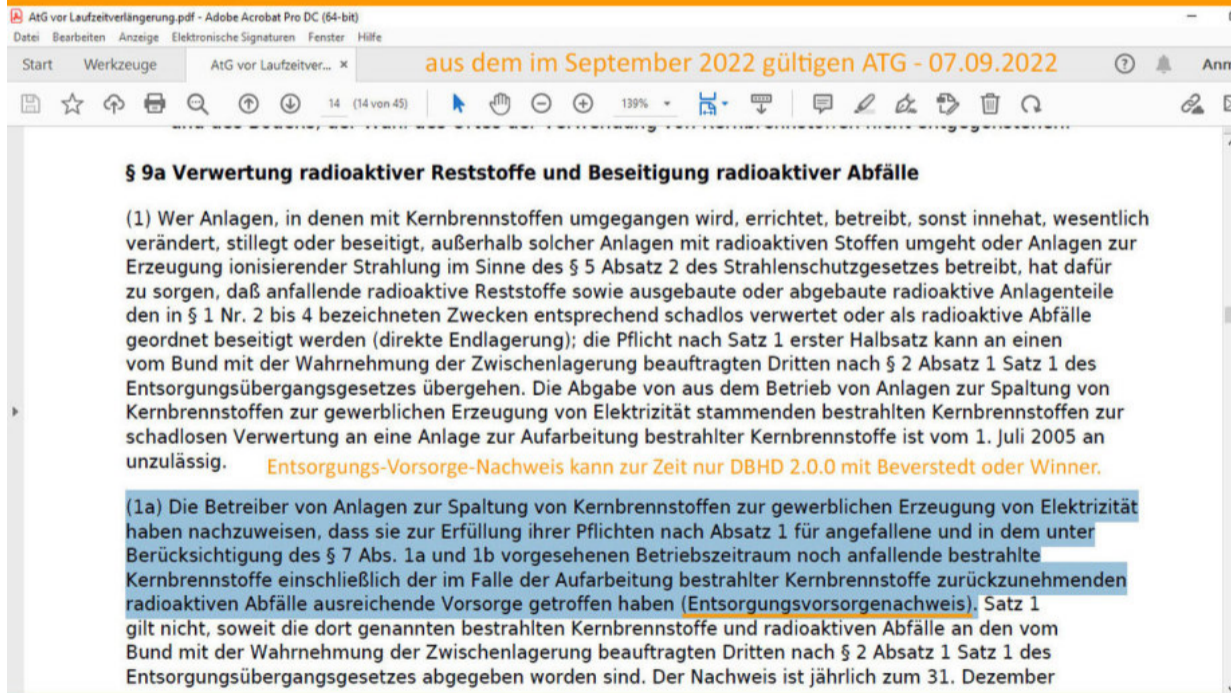 AtG vor Laufzeitverlängerung.pdf - Adobe Acrobat Pro DC (64-bit)
Datei Bearbeiten Anzeige Elektronische Signaturen Fenster Hilfe
Start Werkzeuge AtG vor Laufzeitver... × aus dem im September 2022 gültigen ATG - 07.09.2022
14 (14 von 45) 139%
§ 9a Verwertung radioaktiver Reststoffe und Beseitigung radioaktiver Abfälle
(1) Wer Anlagen, in denen mit Kernbrennstoffen umgegangen wird, errichtet, betreibt, sonst innehat, wesentlich
verändert, stillegt oder beseitigt, außerhalb solcher Anlagen mit radioaktiven Stoffen umgeht oder Anlagen zur
Erzeugung ionisierender Strahlung im Sinne des § 5 Absatz 2 des Strahlenschutzgesetzes betreibt, hat dafür
zu sorgen, daß anfallende radioaktive Reststoffe sowie ausgebaute oder abgebaute radioaktive Anlagenteile
den in § 1 Nr. 2 bis 4 bezeichneten Zwecken entsprechend schadlos verwertet oder als radioaktive Abfälle
geordnet beseitigt werden (direkte Endlagerung); die Pflicht nach Satz 1 erster Halbsatz kann an einen
vom Bund mit der Wahrnehmung der Zwischenlagerung beauftragten Dritten nach § 2 Absatz 1 Satz 1 des
Entsorgungsübergangsgesetzes übergehen. Die Abgabe von aus dem Betrieb von Anlagen zur Spaltung von
Kernbrennstoffen zur gewerblichen Erzeugung von Elektrizität stammenden bestrahlten Kernbrennstoffen zur
schadlosen Verwertung an eine Anlage zur Aufarbeitung bestrahlter Kernbrennstoffe ist vom 1. Juli 2005 an
unzulässig. Entsorgungs-Vorsorge-Nachweis kann zur Zeit nur DBHD 2.0.0 mit Beverstedt oder Winner.
(1a) Die Betreiber von Anlagen zur Spaltung von Kernbrennstoffen zur gewerblichen Erzeugung von Elektrizität
haben nachzuweisen, dass sie zur Erfüllung ihrer Pflichten nach Absatz 1 für angefallene und in dem unter
Berücksichtigung des § 7 Abs. 1a und 1b vorgesehenen Betriebszeitraum noch anfallende bestrahlte
Kernbrennstoffe einschließlich der im Falle der Aufarbeitung bestrahlter Kernbrennstoffe zurückzunehmenden
radioaktiven Abfälle ausreichende Vorsorge getroffen haben (Entsorgungsvorsorgenachweis). Satz 1
gilt nicht, soweit die dort genannten bestrahlten Kernbrennstoffe und radioaktiven Abfälle an den vom
Bund mit der Wahrnehmung der Zwischenlagerung beauftragten Dritten nach § 2 Absatz 1 Satz 1 des
Entsorgungsübergangsgesetzes abgegeben worden sind. Der Nachweis ist jährlich zum 31. Dezember